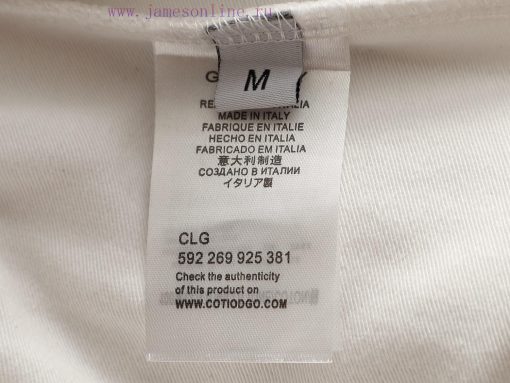 www.jamesonline.ru
M
MADE IN ITALY
FABRIQUE EN ITALIE
HECHO EN ITALIA
FABRICADO EM ITALIA
意大利制造
СОЗДАНО В ИТАЛИИ
イタリア製
CLG
592 269 925 381
Check the authenticity
of this product on
WWW.COTIODGO.COM